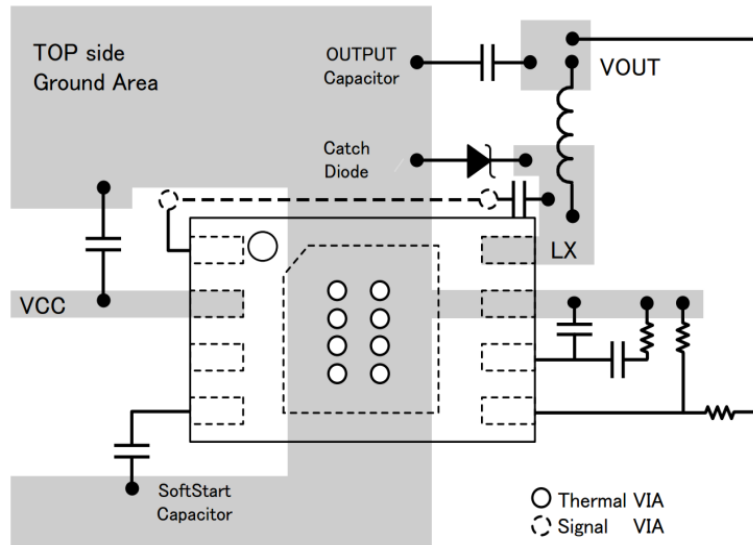 TOP side
Ground Area
OUTPUT
Capacitor
VOUT
Catch
Diode
LX
VCC
SoftStart
Capacitor
Thermal VIA
Signal VIA